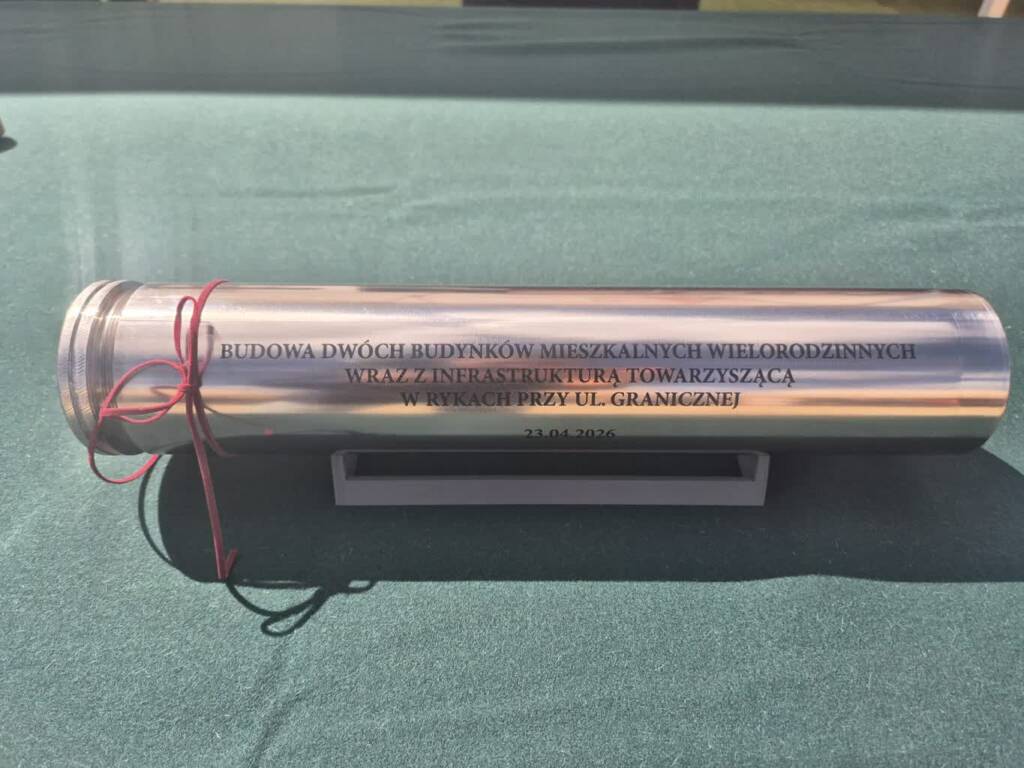 BUDOWA DWÓCH BUDYNKÓW MIESZKALNYCH WIELORODZINNYCH
WRAZ Z INFRASTRUKTURĄ TOWARZYSZĄCĄ
W RYKACH PRZY UL. GRANICZNEJ
23.04.2026